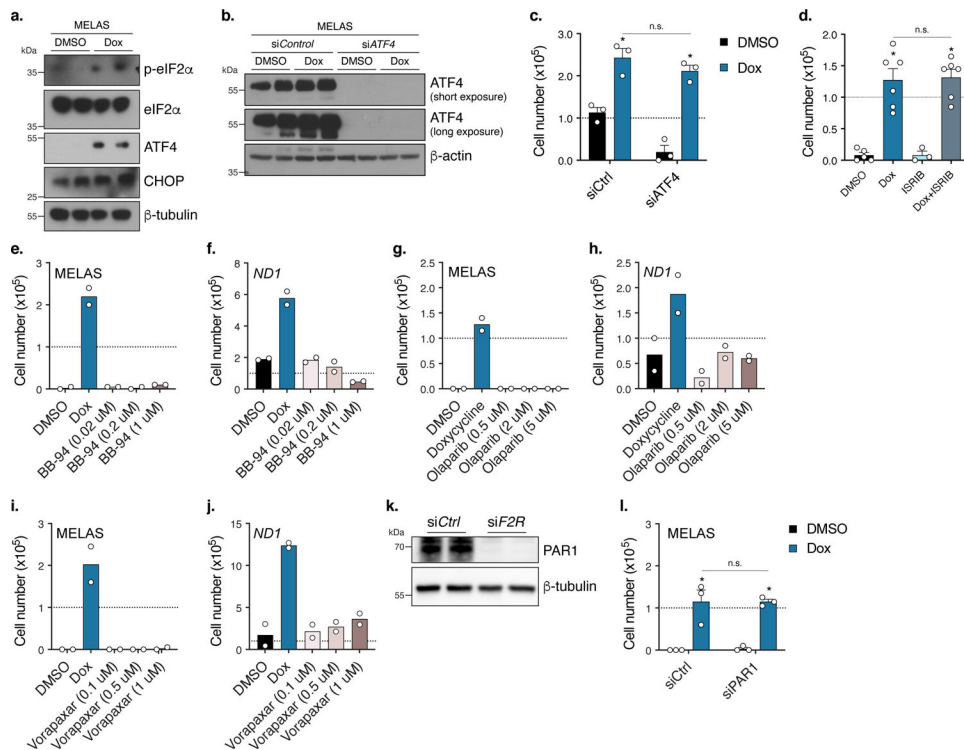 a.
MELAS
DMSO Dox
kDa
35
p-eIF2α
eIF2α
35
55
ATF4
CHOP
25
55
β-tubulin
b.
MELAS
siControl siATF4
DMSO Dox DMSO Dox
kDa
55
ATF4
(short exposure)
55
ATF4
(long exposure)
β-actin
35
c.
n.s.
Cell number (x10⁵)
3.0
2.0
1.0
0.0
*
*
siCtrl
siATF4
DMSO
Dox
d.
n.s.
Cell number (x10⁵)
2.0
1.5
1.0
0.5
0.0
*
*
DMSO
Dox
ISRIB
Dox+ISRIB
e.
MELAS
Cell number (x10⁵)
3
2
1
0
DMSO
Dox
BB-94 (0.02 uM)
BB-94 (0.2 uM)
BB-94 (1 uM)
f.
ND1
Cell number (x10⁵)
8
6
4
2
0
DMSO
Dox
BB-94 (0.02 uM)
BB-94 (0.2 uM)
BB-94 (1 uM)
g.
MELAS
Cell number (x10⁵)
2.5
2.0
1.5
1.0
0.5
0.0
DMSO
Doxycycline
Olaparib (0.5 uM)
Olaparib (2 uM)
Olaparib (5 uM)
h.
ND1
Cell number (x10⁵)
2.5
2.0
1.5
1.0
0.5
0.0
DMSO
Doxycycline
Olaparib (0.5 uM)
Olaparib (2 uM)
Olaparib (5 uM)
i.
MELAS
Cell number (x10⁵)
3
2
1
0
DMSO
Dox
Vorapaxar (0.1 uM)
Vorapaxar (0.5 uM)
Vorapaxar (1 uM)
j.
ND1
Cell number (x10⁵)
15
10
5
0
DMSO
Dox
Vorapaxar (0.1 uM)
Vorapaxar (0.5 uM)
Vorapaxar (1 uM)
k.
siCtrl siF2R
kDa
70
PAR1
55
β-tubulin
l.
MELAS
n.s.
Cell number (x10⁵)
3
2
1
0
*
*
siCtrl
siPAR1
DMSO
Dox